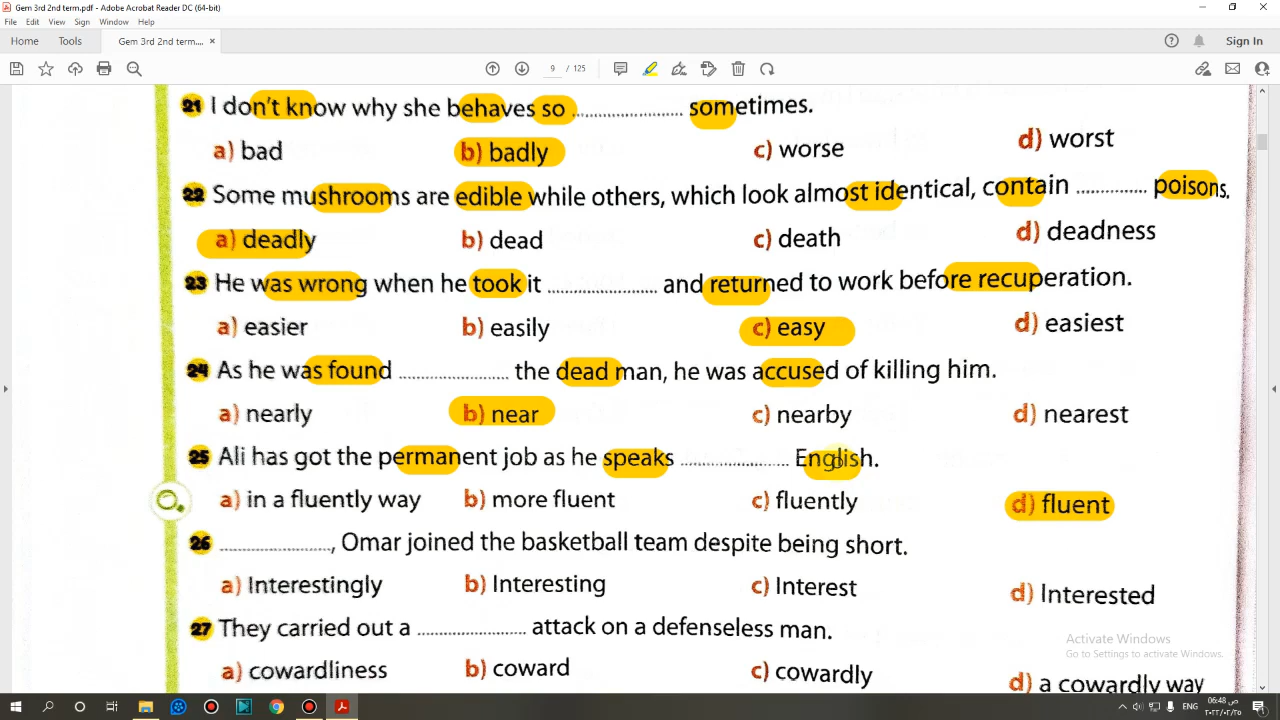 Gem 3rd 2nd term.pdf - Adobe Acrobat Reader DC (64-bit)
File Edit View Sign Window Help
Home Tools Gem 3rd 2nd term.... × Sign In
9 / 125
21 I don't know why she behaves so .................... sometimes.
a) bad b) badly c) worse d) worst
22 Some mushrooms are edible while others, which look almost identical, contain ............. poisons.
a) deadly b) dead c) death d) deadness
23 He was wrong when he took it .................... and returned to work before recuperation.
a) easier b) easily c) easy d) easiest
24 As he was found .................... the dead man, he was accused of killing him.
a) nearly b) near c) nearby d) nearest
25 Ali has got the permanent job as he speaks .................... English.
a) in a fluently way b) more fluent c) fluently d) fluent
26 ...................., Omar joined the basketball team despite being short.
a) Interestingly b) Interesting c) Interest d) Interested
27 They carried out a .................... attack on a defenseless man.
a) cowardliness b) coward c) cowardly d) a cowardly way
Activate Windows
Go to Settings to activate Windows.
ENG 06:48 ص